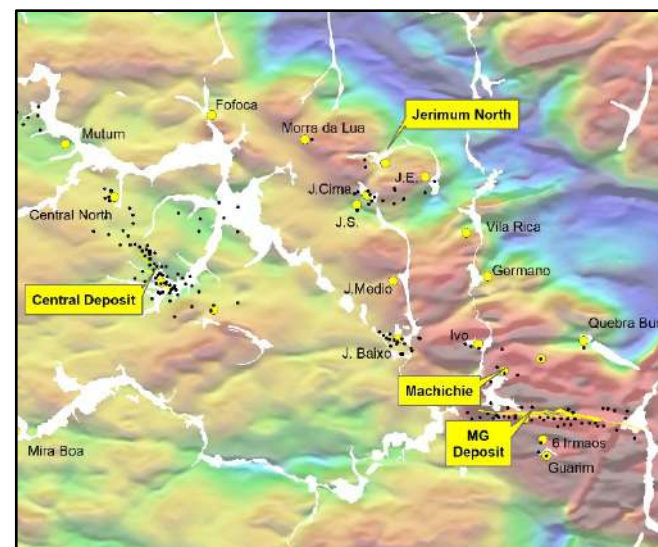 Fofoca
Mutum
Morra da Lua
Jerimum North
J.E.
J.Cima
J.S.
Central North
Vila Rica
Germano
Central Deposit
J.Medio
Quebra Bur
J. Baixo
Ivo
Machichie
MG
Deposit
6 Irmaos
Mira Boa
Guarim